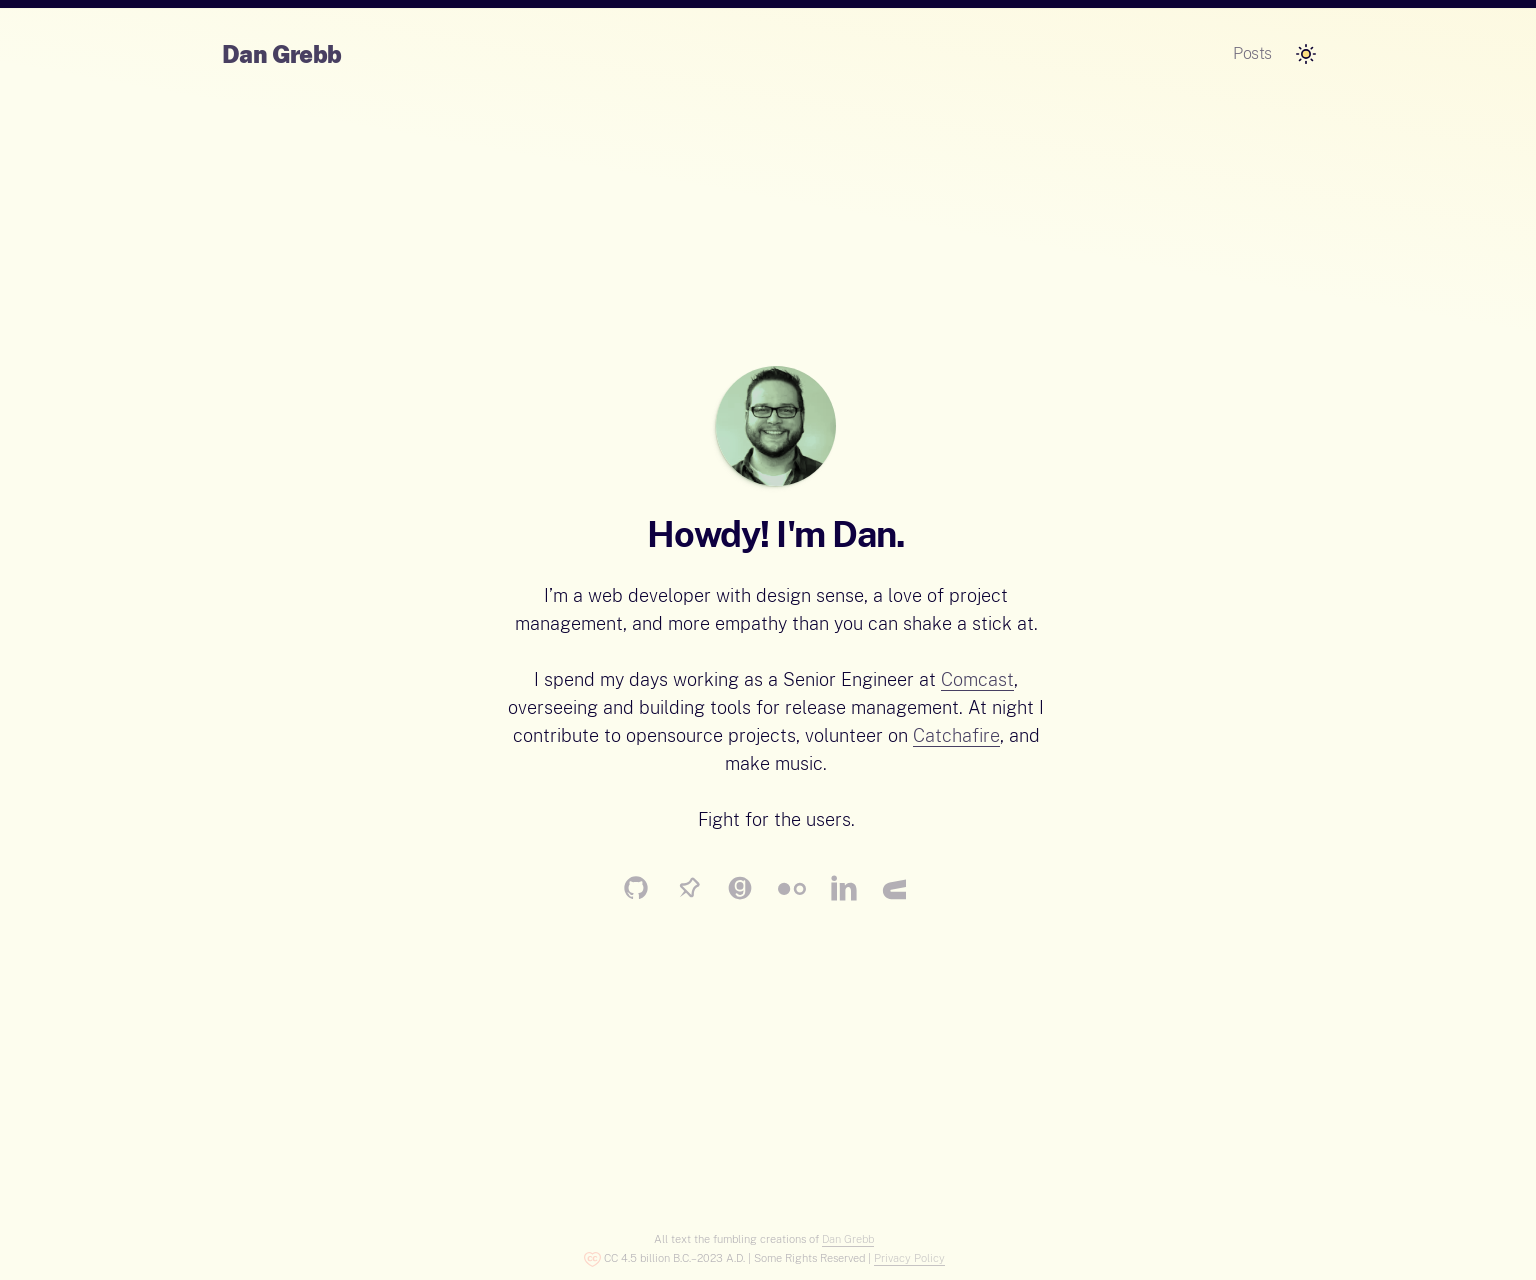 Dan Grebb
Posts
Howdy! I'm Dan.
I’m a web developer with design sense, a love of project
management, and more empathy than you can shake a stick at.
I spend my days working as a Senior Engineer at Comcast,
overseeing and building tools for release management. At night I
contribute to opensource projects, volunteer on Catchafire, and
make music.
Fight for the users.
All text the fumbling creations of Dan Grebb
CC 4.5 billion B.C.–2023 A.D. | Some Rights Reserved | Privacy Policy